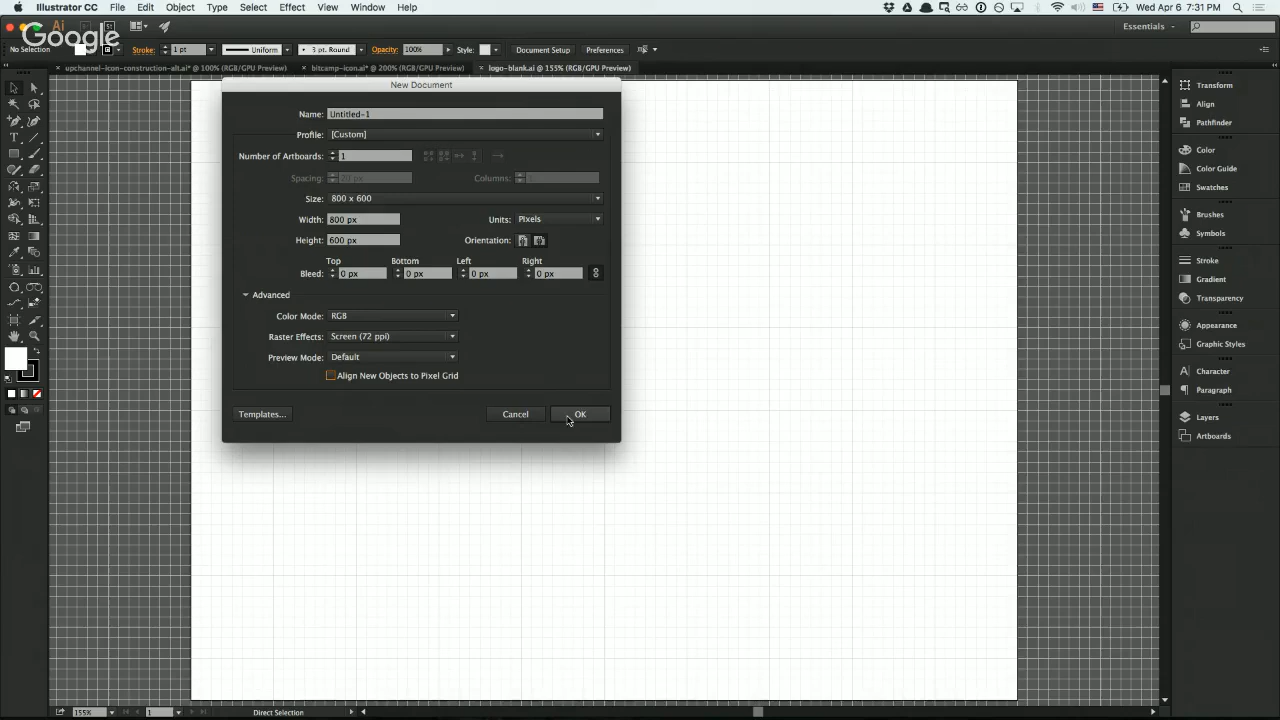 Illustrator CC File Edit Object Type Select Effect View Window Help Wed Apr 6 7:31 PM
Ai St Essentials
Google
No Selection Stroke: 1 pt Uniform 3 pt. Round Opacity: 100% Style: Document Setup Preferences
× upchannel-icon-construction-alt.ai* @ 100% (RGB/GPU Preview) × bitcamp-icon.ai* @ 200% (RGB/GPU Preview) × logo-blank.ai @ 155% (RGB/GPU Preview)
New Document
Name: Untitled-1
Profile: [Custom]
Number of Artboards: 1
Spacing: 20 px Columns:
Size: 800 x 600
Width: 800 px Units: Pixels
Height: 600 px Orientation:
Top Bottom Left Right
Bleed: 0 px 0 px 0 px 0 px
Advanced
Color Mode: RGB
Raster Effects: Screen (72 ppi)
Preview Mode: Default
Align New Objects to Pixel Grid
Templates... Cancel OK
Transform
Align
Pathfinder
Color
Color Guide
Swatches
Brushes
Symbols
Stroke
Gradient
Transparency
Appearance
Graphic Styles
Character
Paragraph
Layers
Artboards
155% 1 Direct Selection